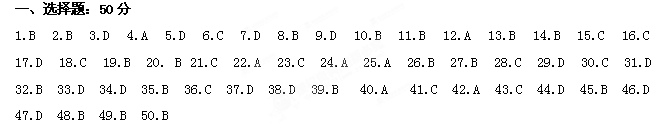 一、选择题：50 分
1.B 2.B 3.D 4.A 5.D 6.C 7.D 8.B 9.D 10.B 11.B 12.A 13.B 14.B 15.C 16.C
17.D 18.C 19.B 20. B 21.C 22.A 23.C 24.A 25.A 26.B 27.B 28.C 29.D 30.C 31.D
32.B 33.D 34.D 35.B 36.C 37.D 38.D 39.B 40.A 41.C 42.A 43.C 44.D 45.B 46.D
47.D 48.B 49.B 50.B